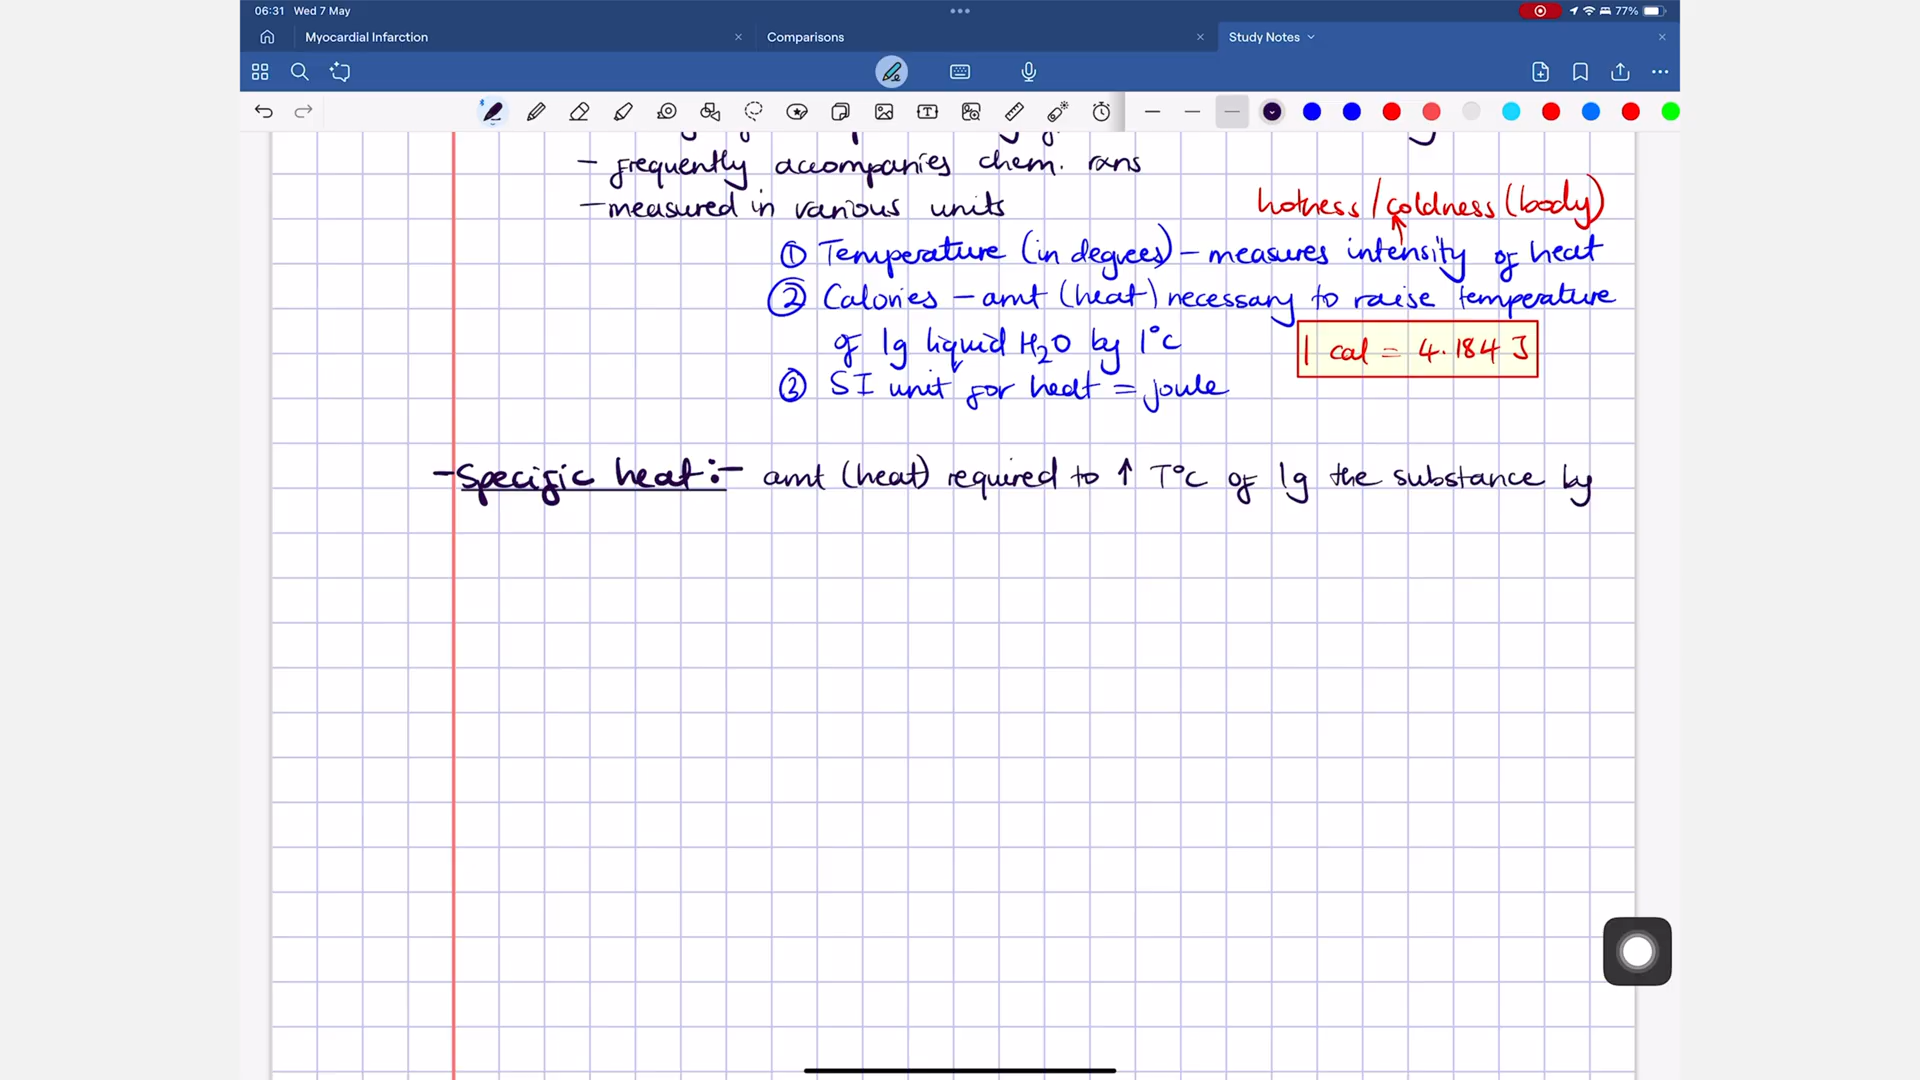 06:31 Wed 7 May
77%
Myocardial Infarction
Comparisons
Study Notes
- frequently accompanies chem. rxns
- measured in various units
hotness / coldness (body)
① Temperature (in degrees) - measures intensity of heat
② Calories - amt (heat) necessary to raise temperature
of 1g liquid H₂O by 1°C
1 cal = 4.184 J
③ SI unit for heat = joule
- Specific heat :- amt (heat) required to ↑ T°C of 1g the substance by